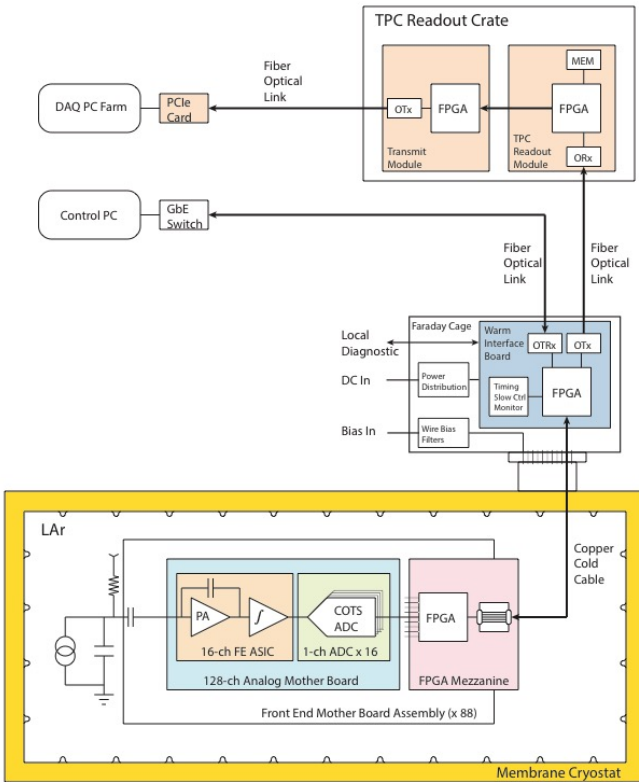 TPC Readout Crate
MEM
Fiber
Optical
Link
DAQ PC Farm
PCIe
Card
OTx
FPGA
FPGA
Transmit
Module
TPC
Readout
Module
ORx
Control PC
GbE
Switch
Fiber
Optical
Link
Fiber
Optical
Link
Faraday Cage
Warm
Interface
Board
OTRx
OTx
Local
Diagnostic
DC In
Power
Distribution
Timing
Slow Ctrl
Monitor
FPGA
Bias In
Wire Bias
Filters
LAr
Copper
Cold
Cable
PA
∫
COTS
ADC
FPGA
16-ch FE ASIC
1-ch ADC x 16
128-ch Analog Mother Board
FPGA Mezzanine
Front End Mother Board Assembly (x 88)
Membrane Cryostat